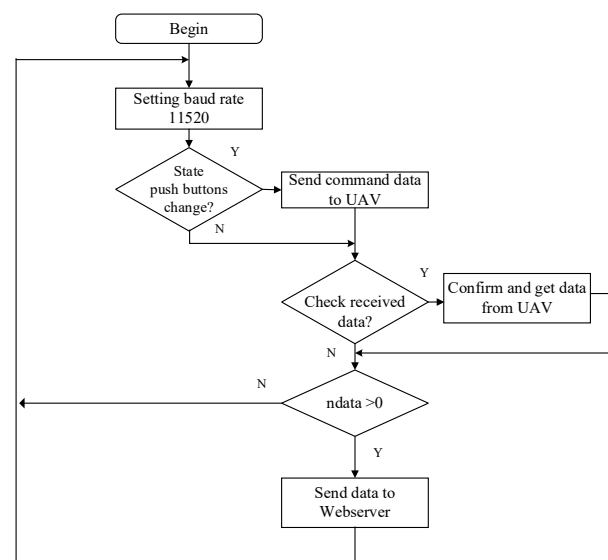 Begin
Setting baud rate
11520
Y
State
push buttons
change?
Send command data
to UAV
N
Y
Check received
data?
Confirm and get data
from UAV
N
N
ndata >0
Y
Send data to
Webserver